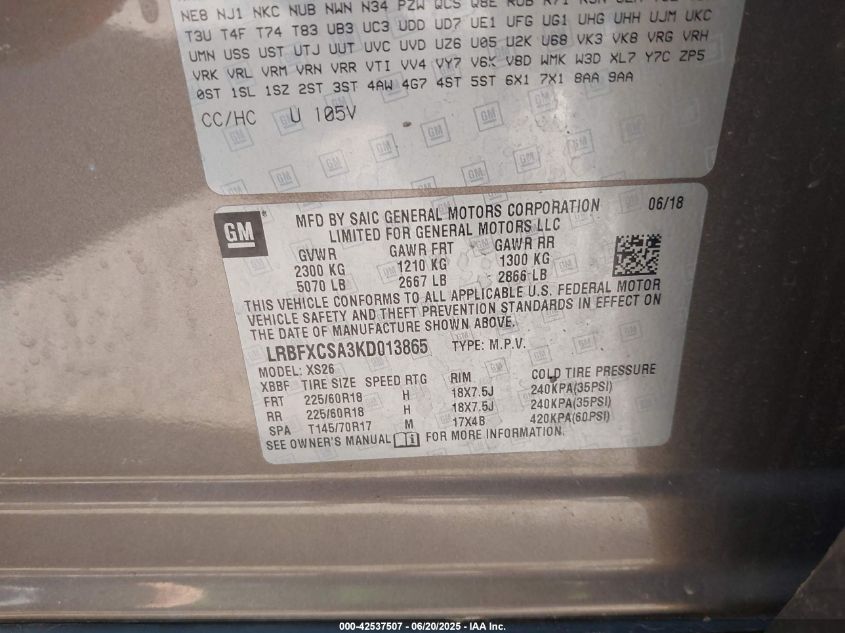 NE8 NJ1 NKC NUB NWN N34 PZW QCS Q8E RUB R71
T3U T4F T74 T83 UB3 UC3 UDD UD7 UE1 UFG UG1 UHG UHH UJM UKC
UMN USS UST UTJ UUT UVC UVD UZ6 U05 U2K U68 VK3 VK8 VRG VRH
VRK VRL VRM VRN VRR VTI VV4 VY7 V6X V8D WMK W3D XL7 Y7C ZP5
0ST 1SL 1SZ 2ST 3ST 4AW 4G7 4ST 5ST 6X1 7X1 8AA 9AA
CC/HC U 105V
GM MFD BY SAIC GENERAL MOTORS CORPORATION 06/18
LIMITED FOR GENERAL MOTORS LLC
GVWR GAWR FRT GAWR RR
2300 KG 1210 KG 1300 KG
5070 LB 2667 LB 2866 LB
THIS VEHICLE CONFORMS TO ALL APPLICABLE U.S. FEDERAL MOTOR
VEHICLE SAFETY AND THEFT PREVENTION STANDARDS IN EFFECT ON
THE DATE OF MANUFACTURE SHOWN ABOVE.
LRBFXCSA3KD013865 TYPE: M.P.V.
MODEL: XS26
XBBF TIRE SIZE SPEED RTG RIM COLD TIRE PRESSURE
FRT 225/60R18 H 18X7.5J 240KPA(35PSI)
RR 225/60R18 H 18X7.5J 240KPA(35PSI)
SPA T145/70R17 M 17X4B 420KPA(60PSI)
SEE OWNER'S MANUAL FOR MORE INFORMATION.
000-42537507 - 06/20/2025 - IAA, Inc.